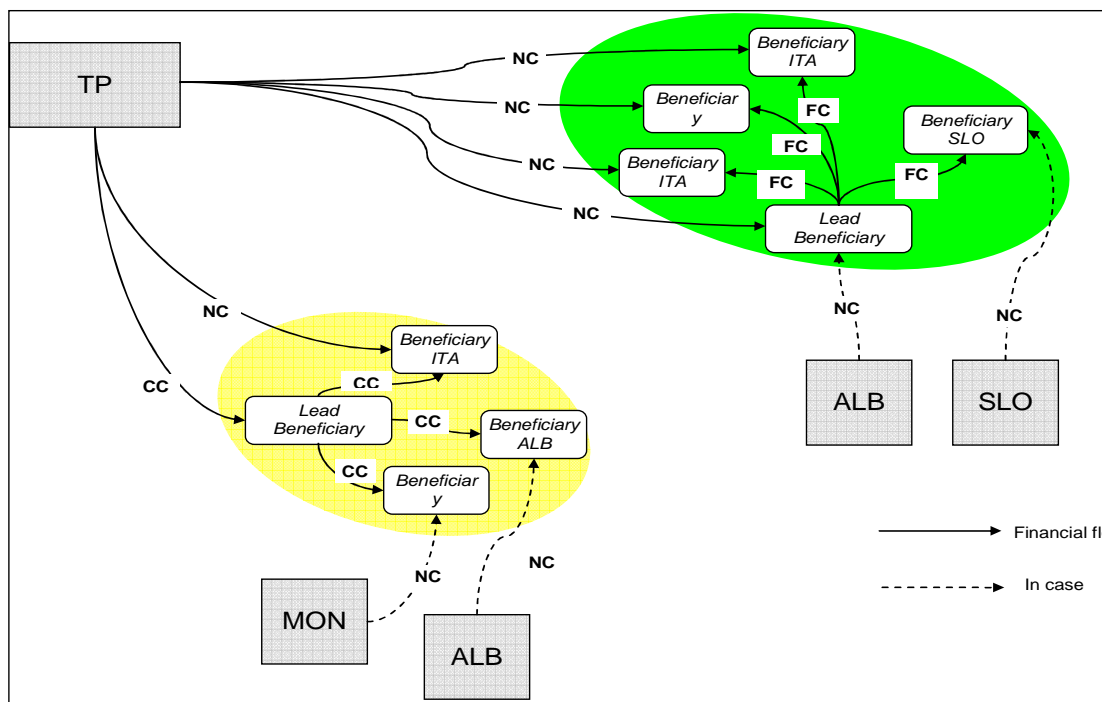 TP
NC
Beneficiary
ITA
NC
Beneficiar
y
FC
Beneficiary
SLO
FC
NC
Beneficiary
ITA
FC
FC
NC
Lead
Beneficiary
NC
NC
NC
Beneficiary
ITA
CC
CC
ALB
SLO
Lead
Beneficiary
CC
Beneficiary
ALB
CC
Beneficiar
y
Financial fl
NC
NC
In case
MON
ALB